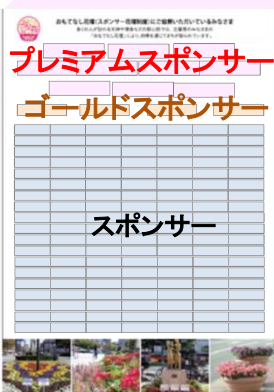 おもてなし花壇(スポンサー花壇制度)にご協賛いただいているみなさま
プレミアムスポンサー
ゴールドスポンサー
スポンサー